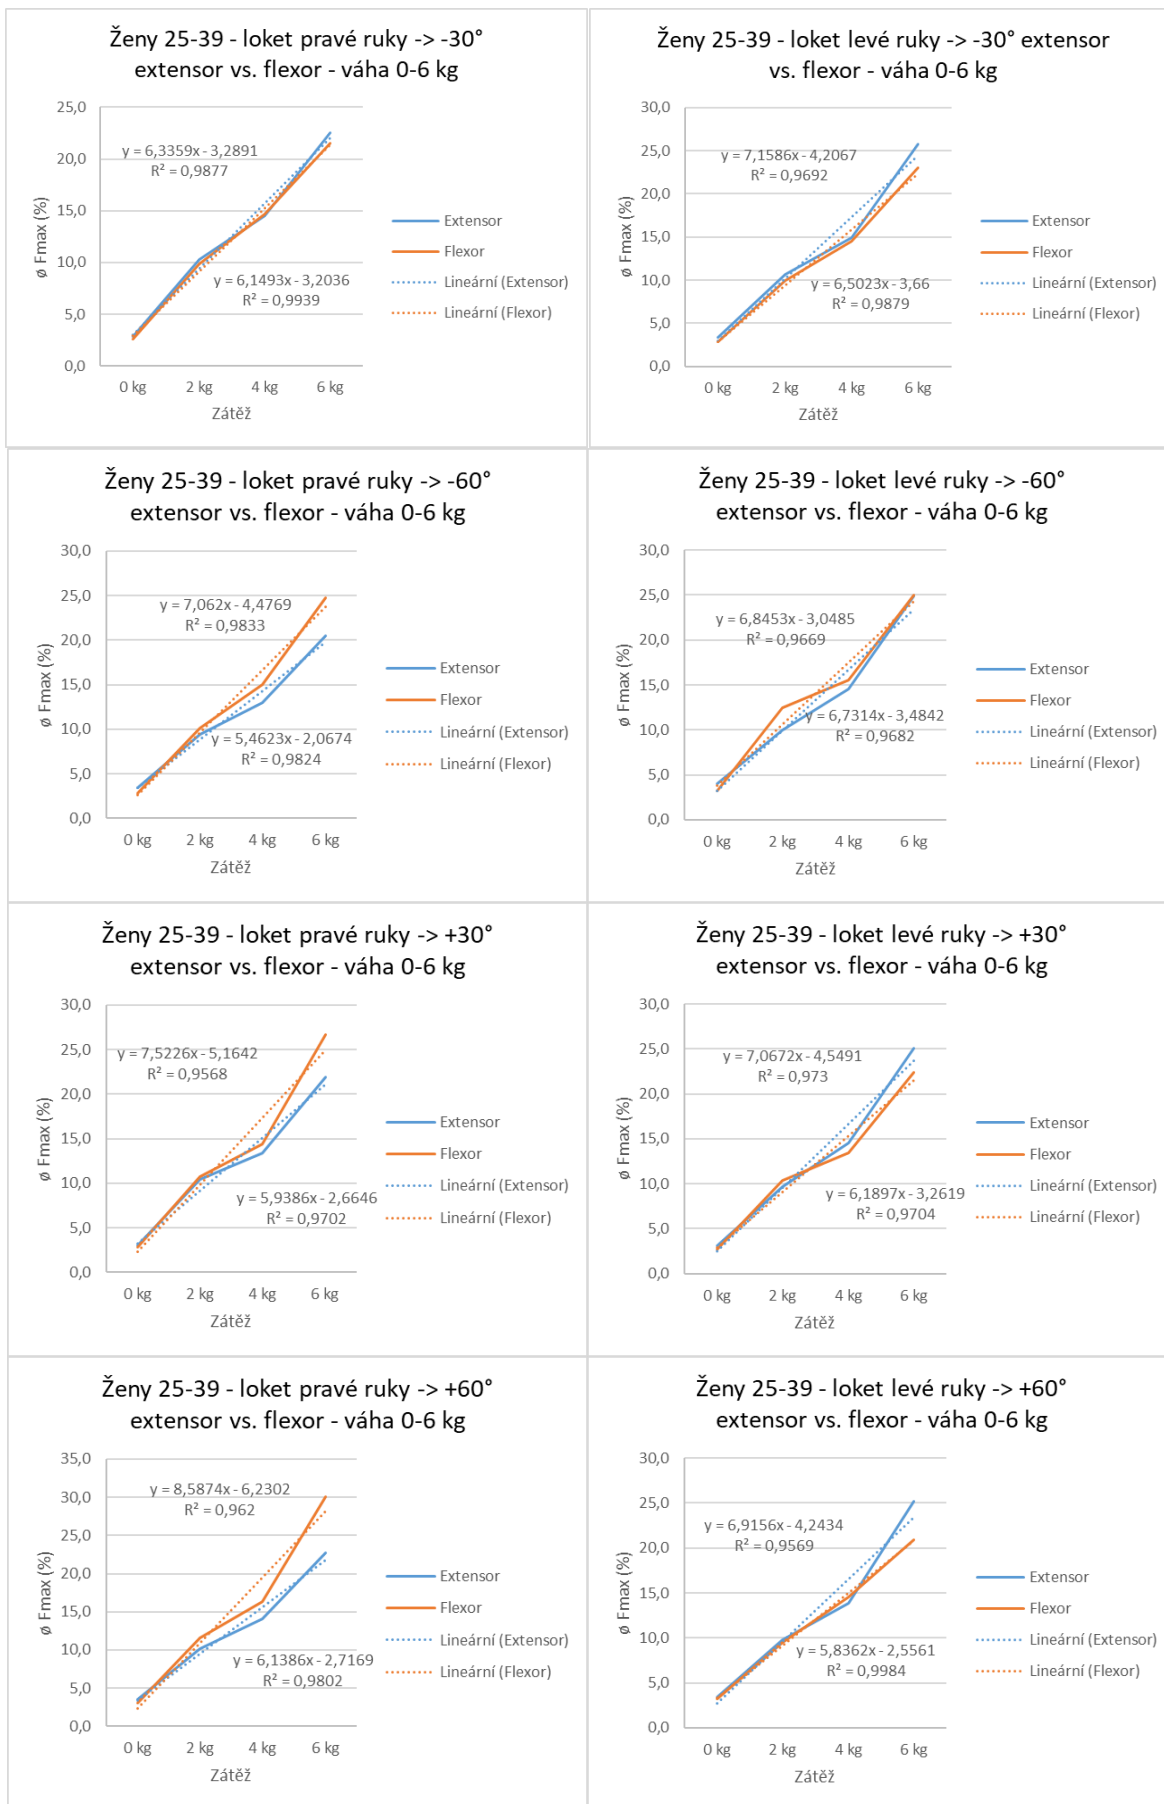 Ženy 25-39 - loket pravé ruky -> -30°
extensor vs. flexor - váha 0-6 kg
25,0
20,0
15,0
10,0
5,0
0,0
ø Fmax (%)
y = 6,3359x - 3,2891
R² = 0,9877
y = 6,1493x - 3,2036
R² = 0,9939
0 kg 2 kg 4 kg 6 kg
Zátěž
Extensor
Flexor
Lineární (Extensor)
Lineární (Flexor)
Ženy 25-39 - loket levé ruky -> -30° extensor
vs. flexor - váha 0-6 kg
30,0
25,0
20,0
15,0
10,0
5,0
0,0
ø Fmax (%)
y = 7,1586x - 4,2067
R² = 0,9692
y = 6,5023x - 3,66
R² = 0,9879
0 kg 2 kg 4 kg 6 kg
Zátěž
Extensor
Flexor
Lineární (Extensor)
Lineární (Flexor)
Ženy 25-39 - loket pravé ruky -> -60°
extensor vs. flexor - váha 0-6 kg
30,0
25,0
20,0
15,0
10,0
5,0
0,0
ø Fmax (%)
y = 7,062x - 4,4769
R² = 0,9833
y = 5,4623x - 2,0674
R² = 0,9824
0 kg 2 kg 4 kg 6 kg
Zátěž
Extensor
Flexor
Lineární (Extensor)
Lineární (Flexor)
Ženy 25-39 - loket levé ruky -> -60°
extensor vs. flexor - váha 0-6 kg
30,0
25,0
20,0
15,0
10,0
5,0
0,0
ø Fmax (%)
y = 6,8453x - 3,0485
R² = 0,9669
y = 6,7314x - 3,4842
R² = 0,9682
0 kg 2 kg 4 kg 6 kg
Zátěž
Extensor
Flexor
Lineární (Extensor)
Lineární (Flexor)
Ženy 25-39 - loket pravé ruky -> +30°
extensor vs. flexor - váha 0-6 kg
30,0
25,0
20,0
15,0
10,0
5,0
0,0
ø Fmax (%)
y = 7,5226x - 5,1642
R² = 0,9568
y = 5,9386x - 2,6646
R² = 0,9702
0 kg 2 kg 4 kg 6 kg
Zátěž
Extensor
Flexor
Lineární (Extensor)
Lineární (Flexor)
Ženy 25-39 - loket levé ruky -> +30°
extensor vs. flexor - váha 0-6 kg
30,0
25,0
20,0
15,0
10,0
5,0
0,0
ø Fmax (%)
y = 7,0672x - 4,5491
R² = 0,973
y = 6,1897x - 3,2619
R² = 0,9704
0 kg 2 kg 4 kg 6 kg
Zátěž
Extensor
Flexor
Lineární (Extensor)
Lineární (Flexor)
Ženy 25-39 - loket pravé ruky -> +60°
extensor vs. flexor - váha 0-6 kg
35,0
30,0
25,0
20,0
15,0
10,0
5,0
0,0
ø Fmax (%)
y = 8,5874x - 6,2302
R² = 0,962
y = 6,1386x - 2,7169
R² = 0,9802
0 kg 2 kg 4 kg 6 kg
Zátěž
Extensor
Flexor
Lineární (Extensor)
Lineární (Flexor)
Ženy 25-39 - loket levé ruky -> +60°
extensor vs. flexor - váha 0-6 kg
30,0
25,0
20,0
15,0
10,0
5,0
0,0
ø Fmax (%)
y = 6,9156x - 4,2434
R² = 0,9569
y = 5,8362x - 2,5561
R² = 0,9984
0 kg 2 kg 4 kg 6 kg
Zátěž
Extensor
Flexor
Lineární (Extensor)
Lineární (Flexor)